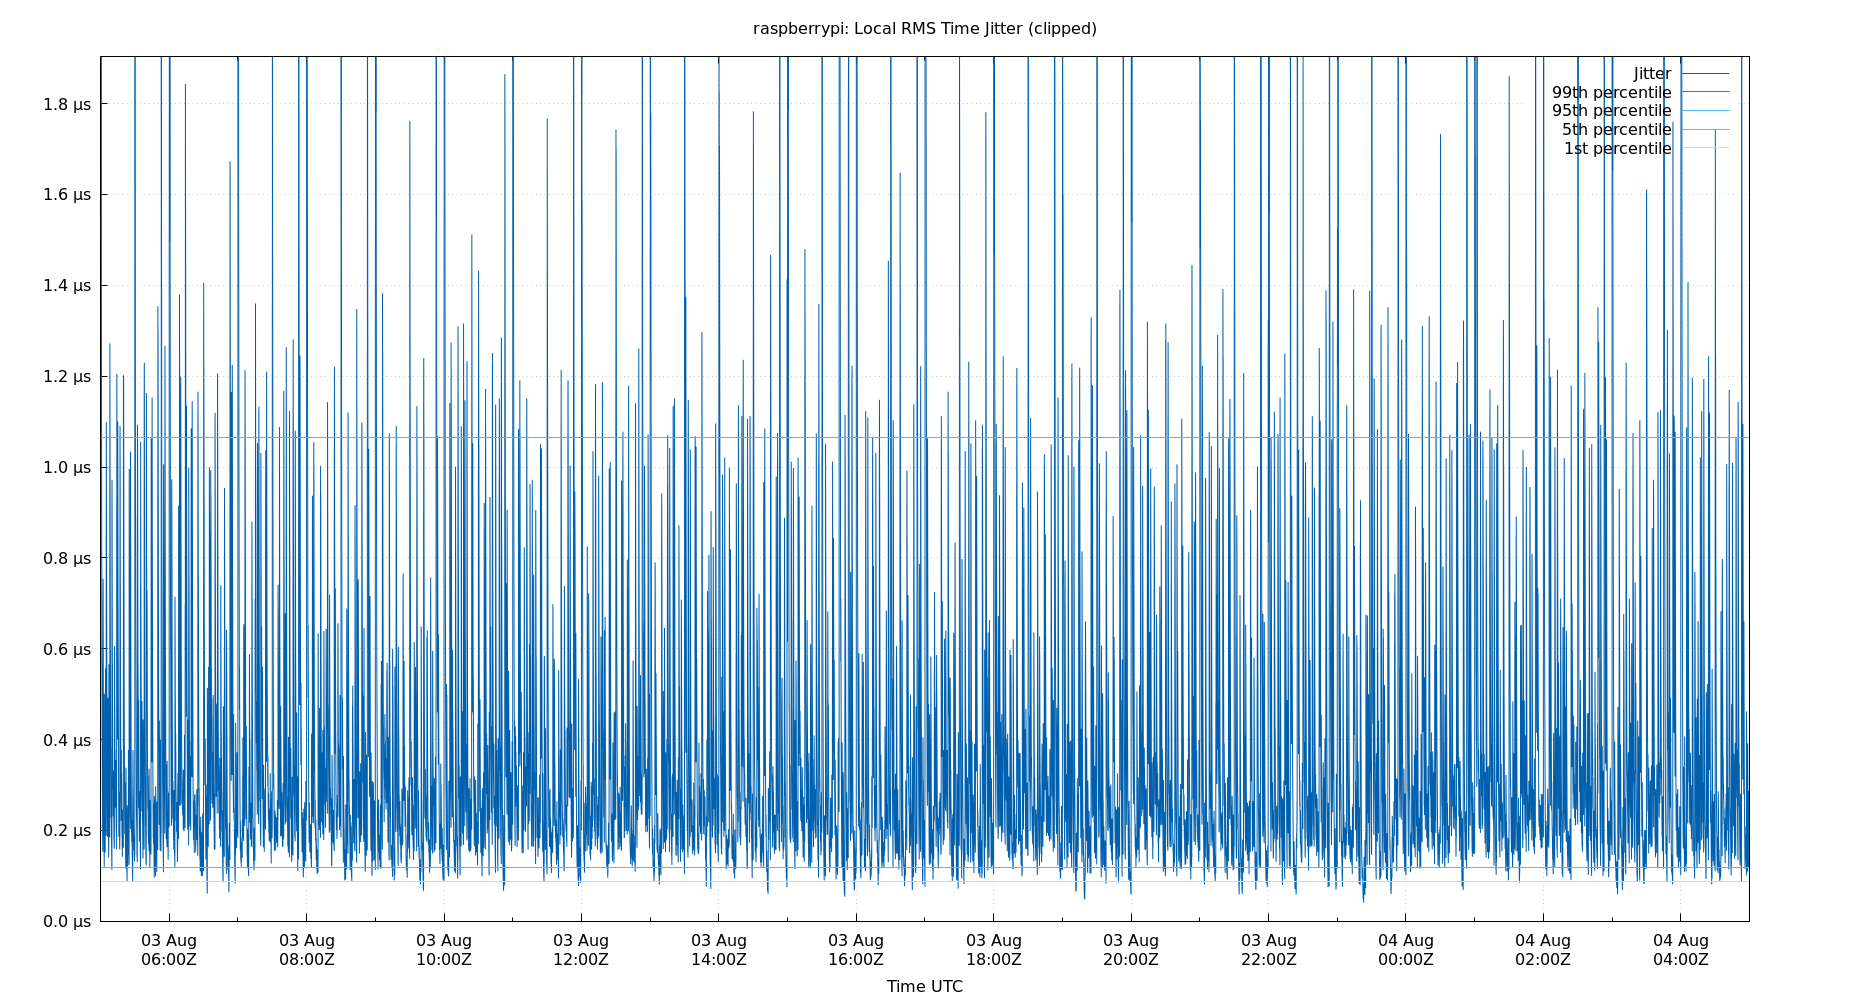 raspberrypi: Local RMS Time Jitter (clipped)
Jitter
99th percentile
95th percentile
5th percentile
1st percentile
1.8 µs
1.6 µs
1.4 µs
1.2 µs
1.0 µs
0.8 µs
0.6 µs
0.4 µs
0.2 µs
0.0 µs
03 Aug 03 Aug 03 Aug 03 Aug 03 Aug 03 Aug 03 Aug 03 Aug 03 Aug 04 Aug 04 Aug 04 Aug
06:00Z 08:00Z 10:00Z 12:00Z 14:00Z 16:00Z 18:00Z 20:00Z 22:00Z 00:00Z 02:00Z 04:00Z
Time UTC